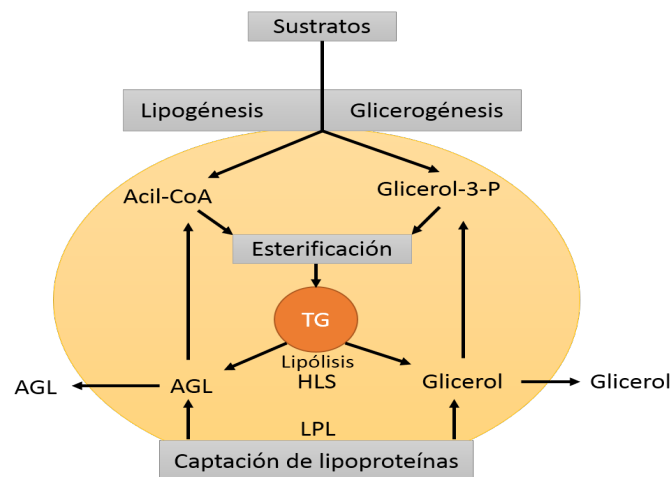 Sustratos
Lipogénesis
Glicerogénesis
Acil-CoA
Glicerol-3-P
Esterificación
TG
Lipólisis
HLS
AGL
AGL
Glicerol
Glicerol
LPL
Captación de lipoproteínas